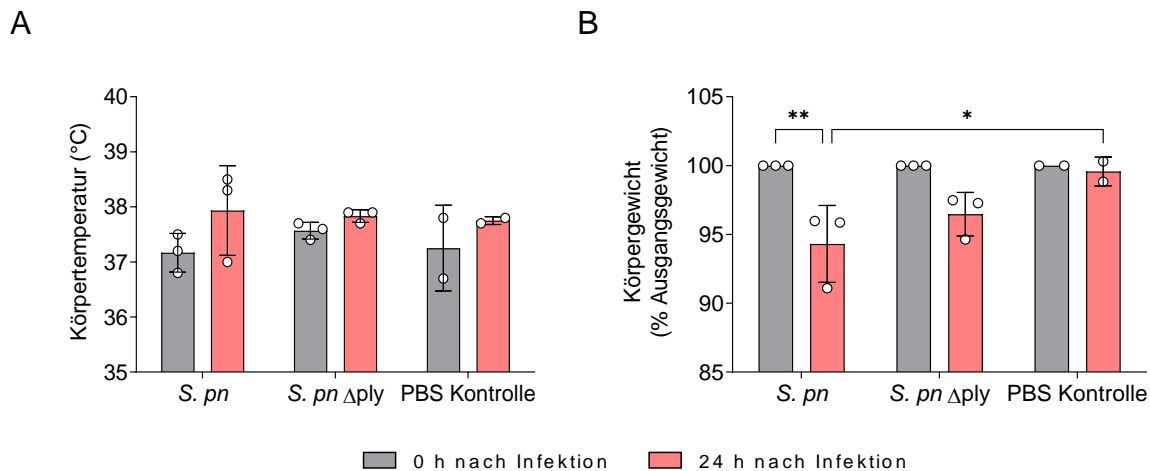 A
B
Körpertemperatur (°C)
40
39
38
37
36
35
S. pn
S. pn Δply
PBS Kontrolle
Körpergewicht
(% Ausgangsgewicht)
105
100
95
90
85
**
*
S. pn
S. pn Δply
PBS Kontrolle
0 h nach Infektion
24 h nach Infektion